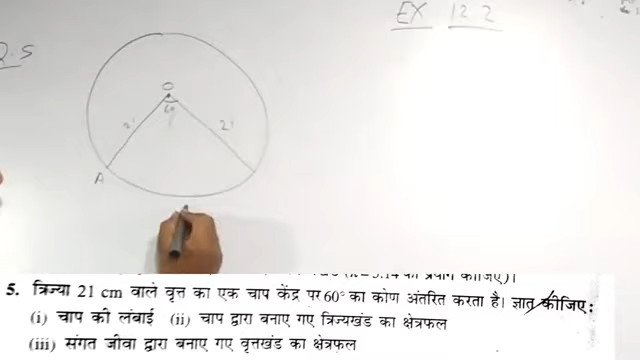 EX 12.2
Q.5
O
60
21
21
A
5. त्रिज्या 21 cm वाले वृत्त का एक चाप केंद्र पर 60° का कोण अंतरित करता है। ज्ञात कीजिए:
(i) चाप की लंबाई (ii) चाप द्वारा बनाए गए त्रिज्यखंड का क्षेत्रफल
(iii) संगत जीवा द्वारा बनाए गए वृत्तखंड का क्षेत्रफल